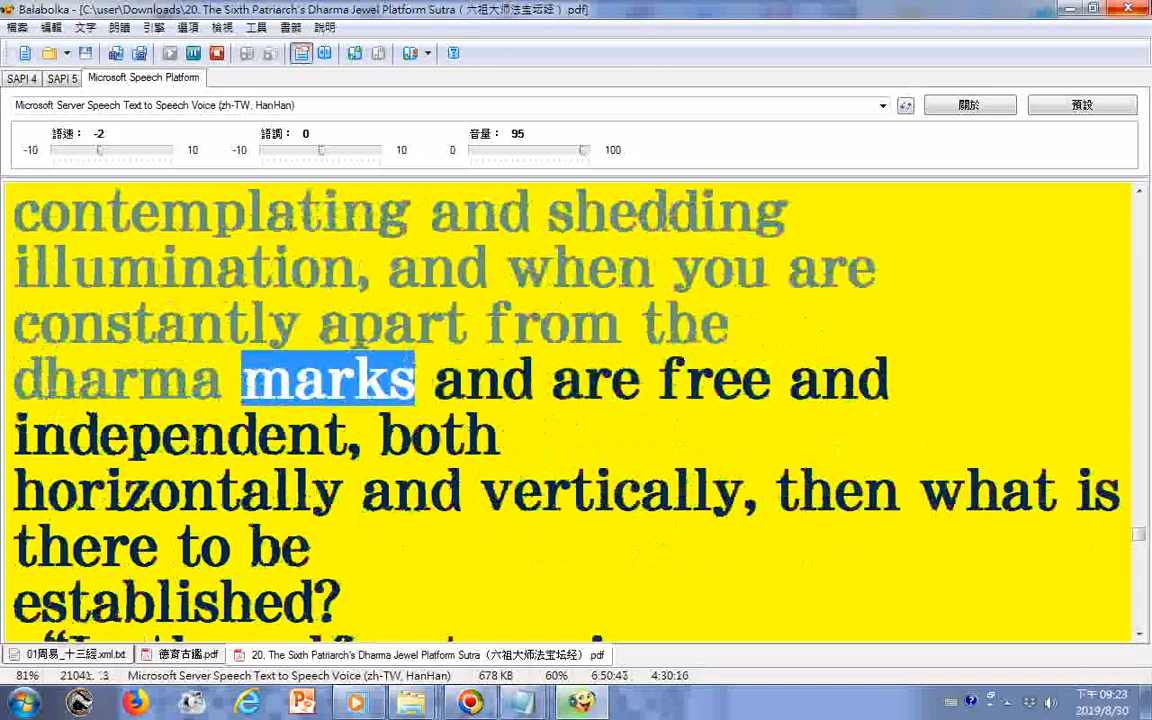 Balabolka - [C:\user\Downloads\20. The Sixth Patriarch's Dharma Jewel Platform Sutra（六祖大师法宝坛经）.pdf]
檔案 編輯 文字 朗讀 引擎 選項 檢視 工具 書籤 說明
SAPI 4 SAPI 5 Microsoft Speech Platform
Microsoft Server Speech Text to Speech Voice (zh-TW, HanHan) 關於 預設
語速： -2 語調： 0 音量： 95
-10 10 -10 10 0 100
contemplating and shedding
illumination, and when you are
constantly apart from the
dharma marks and are free and
independent, both
horizontally and vertically, then what is
there to be
established?
01周易_十三經.xml.txt 德育古鑑.pdf 20. The Sixth Patriarch's Dharma Jewel Platform Sutra（六祖大师法宝坛经）.pdf
81% Microsoft Server Speech Text to Speech Voice (zh-TW, HanHan) 678 KB 60% 6:50:43 4:30:16
下午 09:23
2019/8/30